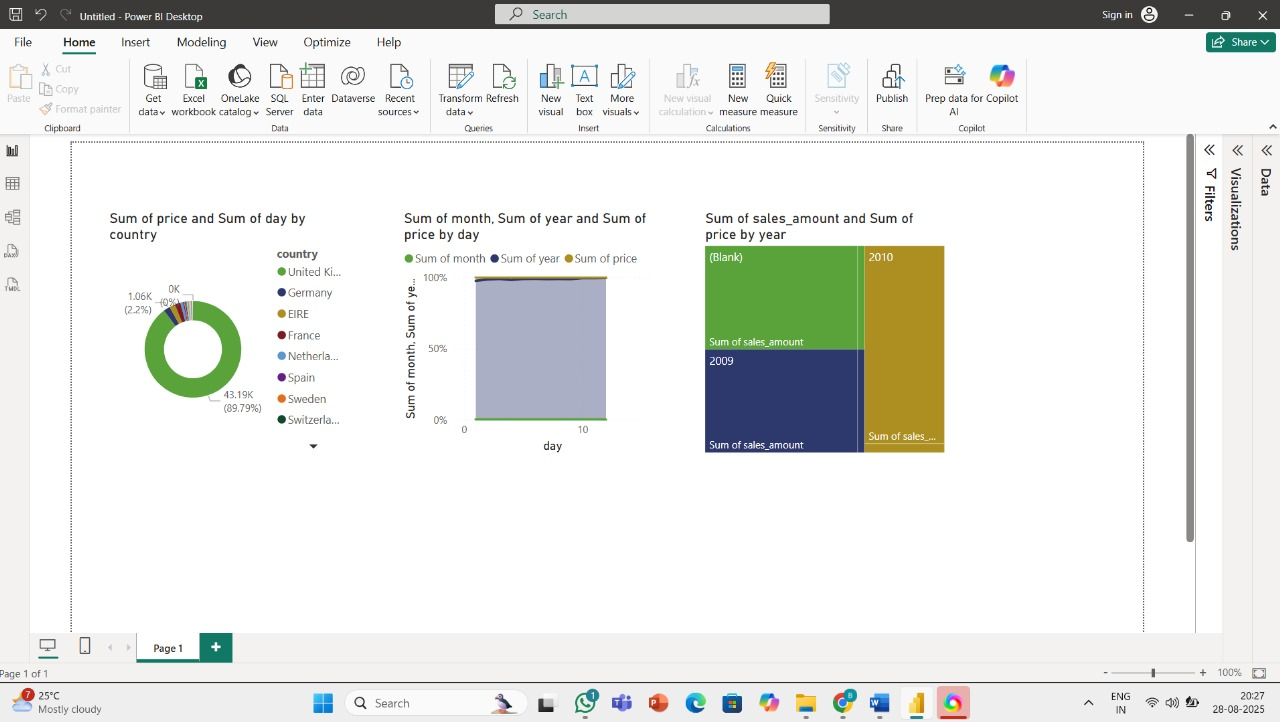 Untitled - Power BI Desktop
Search
Sign in
File Home Insert Modeling View Optimize Help
Share
Paste
Cut
Copy
Format painter
Clipboard
Get data
Excel workbook
OneLake catalog
SQL Server
Enter data
Dataverse
Recent sources
Data
Transform data
Refresh
Queries
New visual
Text box
More visuals
Insert
New visual calculation
New measure
Quick measure
Calculations
Sensitivity
Sensitivity
Publish
Share
Prep data for AI
Copilot
Copilot
Filters
Visualizations
Data
Sum of price and Sum of day by
country
country
United Ki...
Germany
EIRE
France
Netherla...
Spain
Sweden
Switzerla...
0K
(0%)
1.06K
(2.2%)
43.19K
(89.79%)
Sum of month, Sum of year and Sum of
price by day
Sum of month Sum of year Sum of price
Sum of month, Sum of ye...
100%
50%
0%
0 10
day
Sum of sales_amount and Sum of
price by year
(Blank)
Sum of sales_amount
2009
Sum of sales_amount
2010
Sum of sales_...
Page 1
Page 1 of 1
- + 100%
7
25°C
Mostly cloudy
Search
1
ENG
IN
20:27
28-08-2025